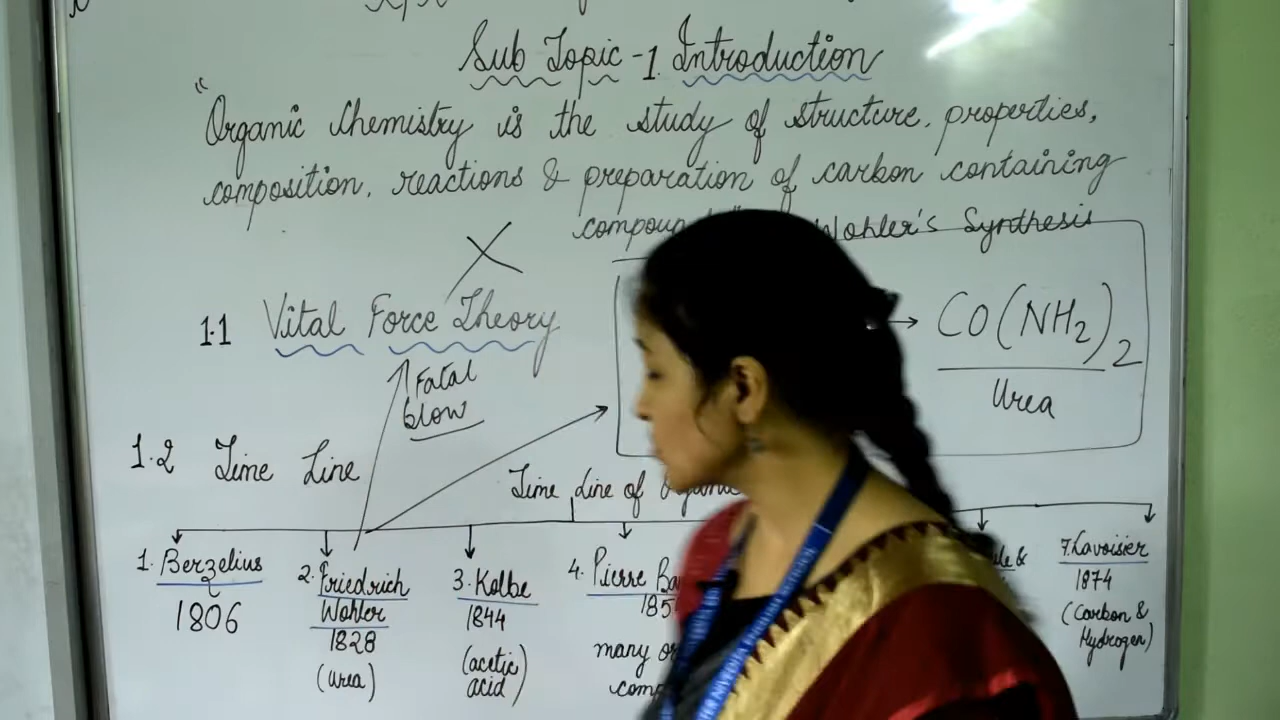 Sub Topic -1. Introduction
"Organic Chemistry is the study of structure, properties,
composition, reactions & preparation of carbon containing
Wohler's Synthesis
1.1 Vital Force Theory
CO(NH2)2
Urea
Fatal
blow
1.2 Time Line
Time Line of Organic
1. Berzelius
1806
2. Friedrich
Wohler
1828
(urea)
3. Kolbe
1844
(acetic
acid)
4. Pierre
many
7. Lavoisier
1874
(Carbon &
Hydrogen)